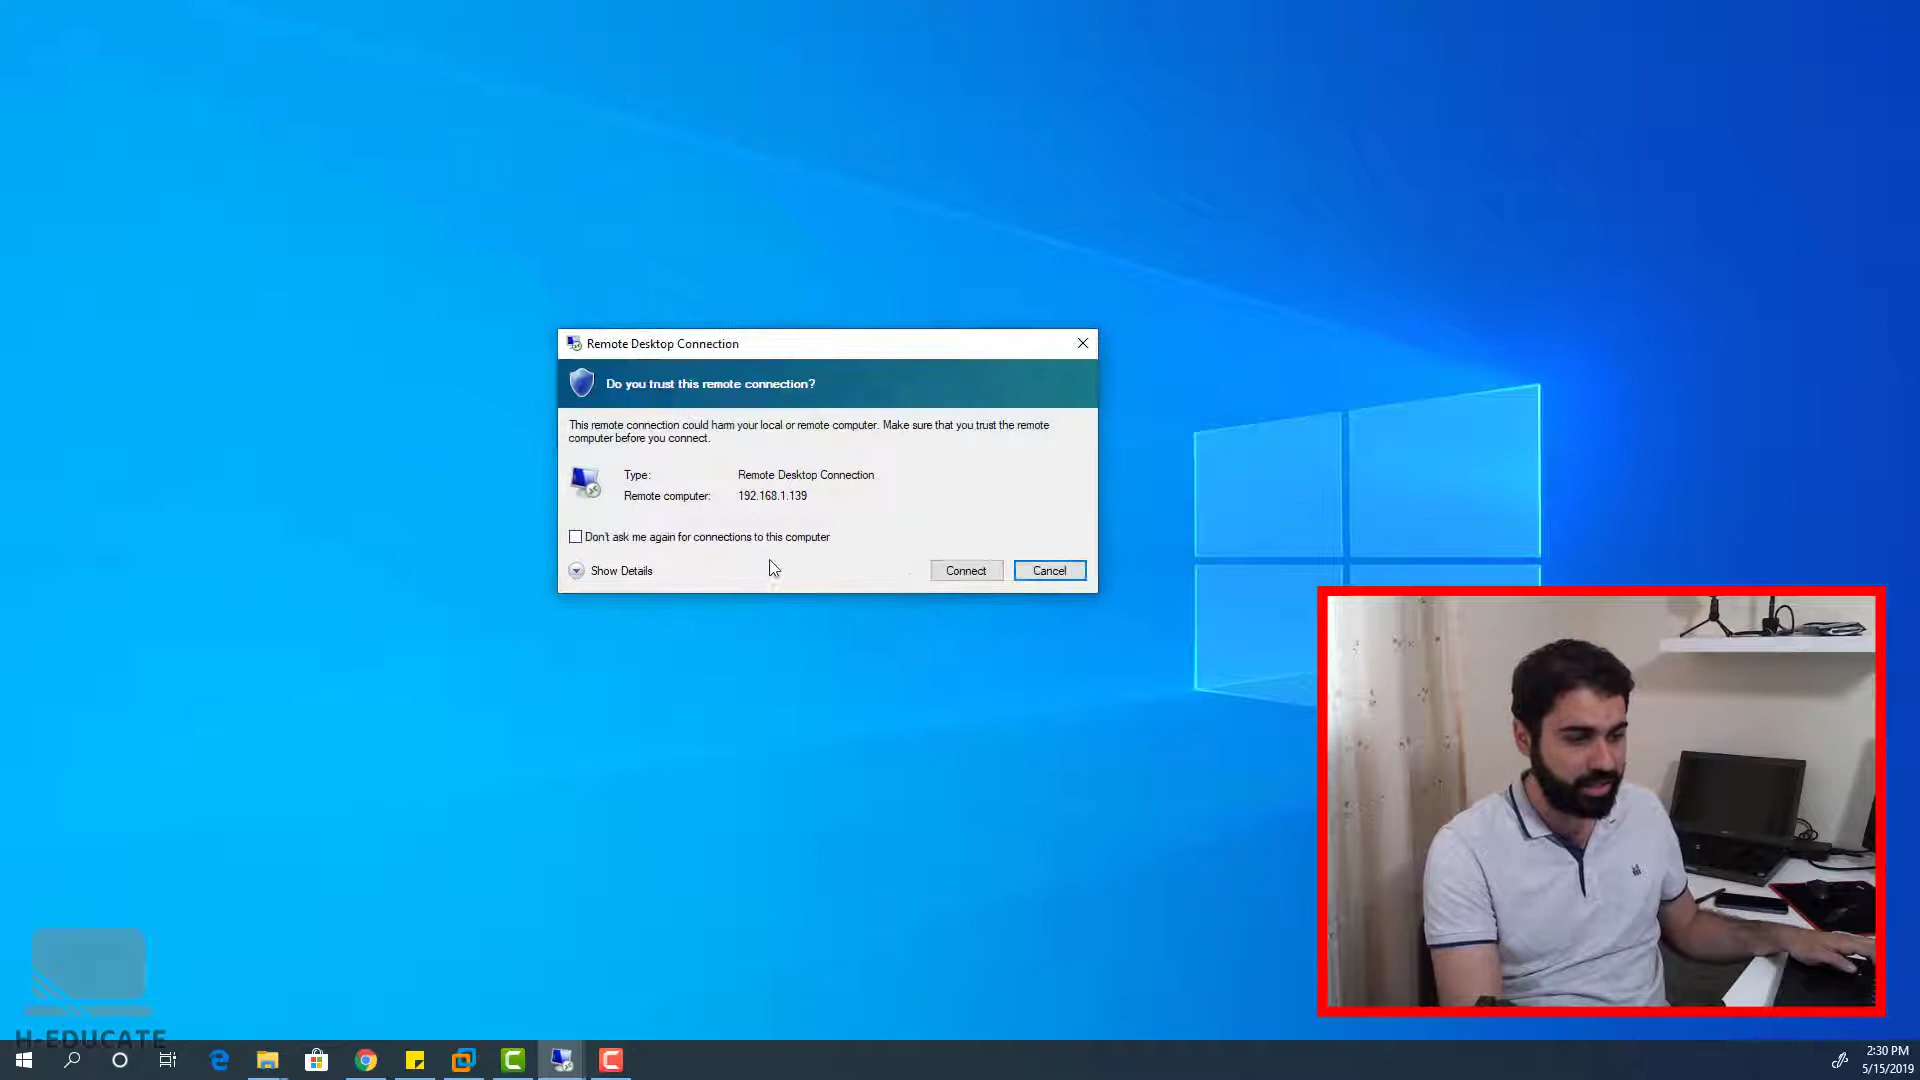 Remote Desktop Connection
Do you trust this remote connection?
This remote connection could harm your local or remote computer. Make sure that you trust the remote
computer before you connect.
Type: Remote Desktop Connection
Remote computer: 192.168.1.139
Don't ask me again for connections to this computer
Show Details
Connect
Cancel
H-EDUCATE
2:30 PM
5/15/2019